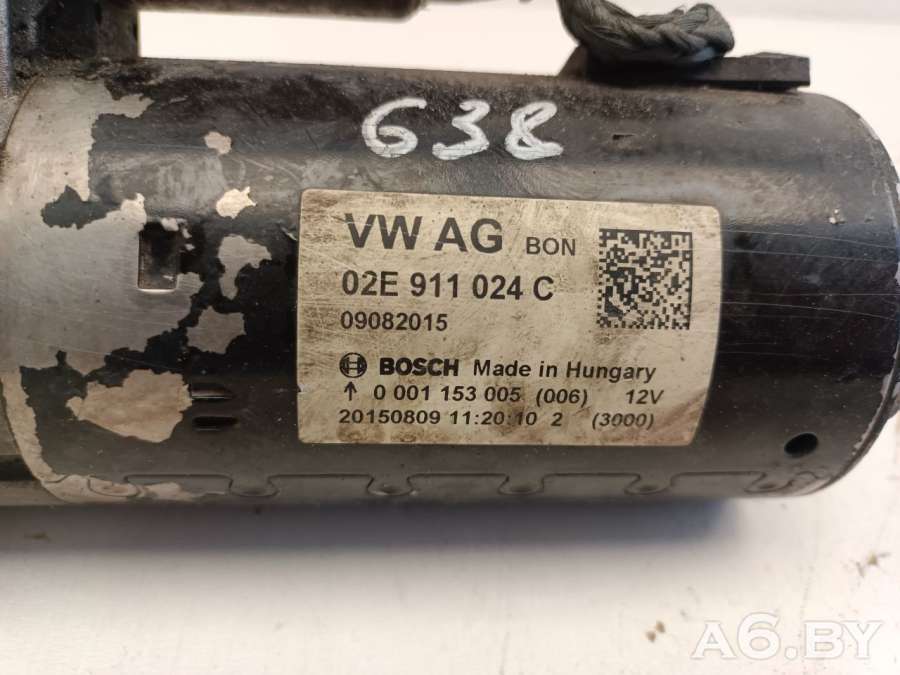 638
VW AG BON
02E 911 024 C
09082015
BOSCH Made in Hungary
↑ 0 001 153 005 (006) 12V
20150809 11:20:10 2 (3000)
A6.BY